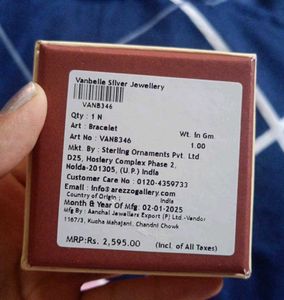 Vanbelle Silver Jewellery
VANB346
Qty : 1 N
Art : Bracelet
Wt. in Gm
Art No : VANB346
1.00
Mkt. By : Sterling Ornaments Pvt. Ltd
D25, Hosiery Complex Phase 2,
Noida-201305, (U.P.) India
Customer Care No : 0120-4359733
Email : info@arezzogallery.com
Country of Origin : India
Month & Year Of MFG: 02-01-2025
Mfg By : Aanchal Jewellers Export (P) Ltd.-Vendor
1167/3, Kucha Mahajani, Chandni Chowk
MRP:Rs. 2,595.00 (Incl. of All Taxes)